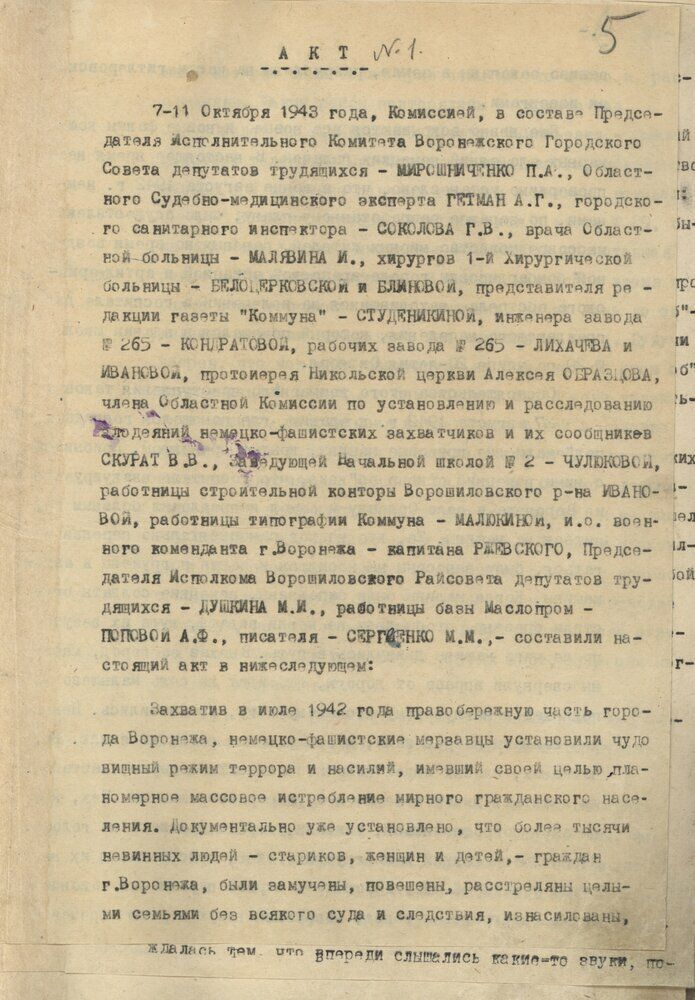 5
А К Т №1.
7-11 Октября 1943 года, Комиссией, в составе Предсе-
дателя Исполнительного Комитета Воронежского Городского
Совета депутатов трудящихся - МИРОШНИЧЕНКО П.А., Област-
ного Судебно-медицинского эксперта ГЕТМАН А.Г., городско-
го санитарного инспектора - СОКОЛОВА Г.В., врача Област-
ной больницы - МАЛЯВИНА И., хирургов 1-й Хирургической
больницы - БЕЛОЦЕРКОВСКОЙ и БЛИНОВОЙ, представителя ре -
дакции газеты "Коммуна" - СТУДЕНИКИНОЙ, инженера завода
№ 265 - КОНДРАТОВОЙ, рабочих завода № 265 - ЛИХАЧЕВА и
ИВАНОВОЙ, протоиерея Никольской церкви Алексея ОБРАЗЦОВА,
члена Областной Комиссии по установлению и расследованию
злодеяний немецко-фашистских захватчиков и их сообщников
СКУРАТ В.В., Заведующей Начальной школой № 2 - ЧУЛЮКОВОЙ,
работницы строительной конторы Ворошиловского р-на ИВАНО-
ВОЙ, работницы типографии Коммуна - МАЛЮКИНОЙ, и.о. воен-
ного коменданта г.Воронежа - капитана РЖЕВСКОГО, Предсе-
дателя Исполкома Ворошиловского Райсовета депутатов тру-
дящихся - ДУШКИНА М.И., работницы базы Маслопром -
ПОПОВОЙ А.Ф., писателя - СЕРГИЕНКО М.М.,- составили на-
стоящий акт в нижеследующем:
Захватив в июле 1942 года правобережную часть горо-
да Воронежа, немецко-фашистские мерзавцы установили чудо
вищный режим террора и насилий, имевший своей целью пла-
номерное массовое истребление мирного гражданского насе-
ления. Документально уже установлено, что более тысячи
невинных людей - стариков, женщин и детей,- граждан
г.Воронежа, были замучены, повешены, расстреляны целы-
ми семьями без всякого суда и следствия, изнасилованы,
ждалась тем, что впереди слышались какие-то звуки, по-